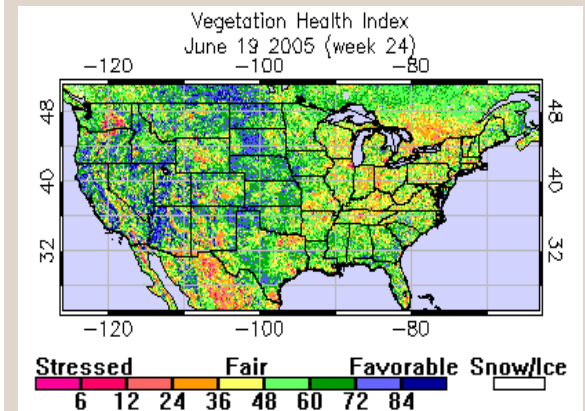 Vegetation Health Index
June 19 2005 (week 24)
-120 -100 -80
48 48
40 40
32 32
-120 -100 -80
Stressed Fair Favorable Snow/Ice
6 12 24 36 48 60 72 84